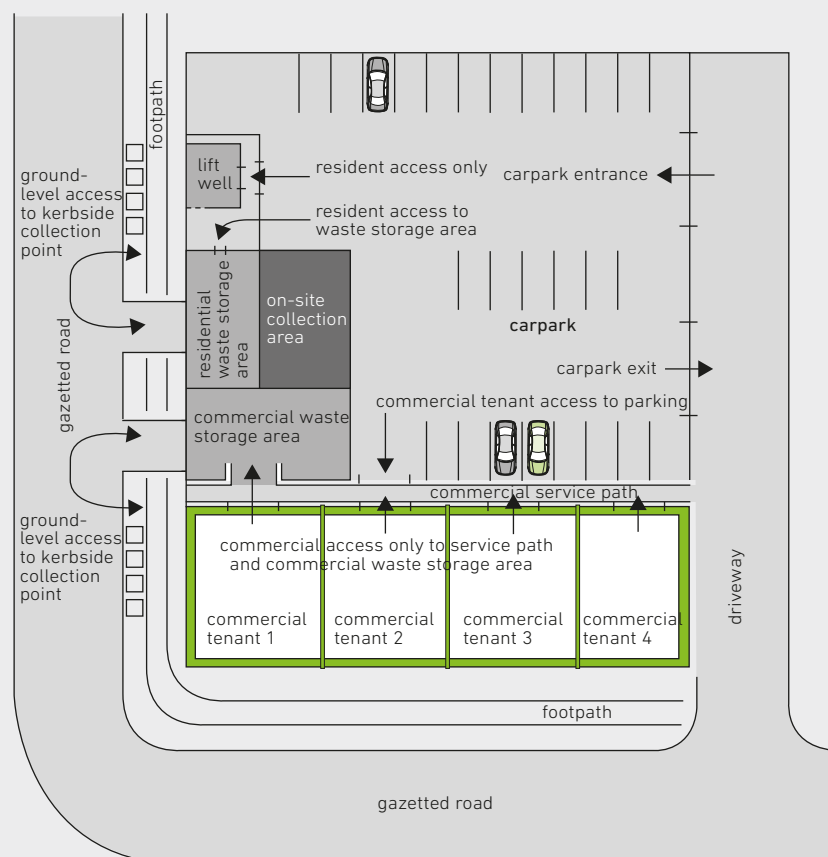 footpath
ground-
level access
to kerbside
collection
point
lift
well
resident access only
carpark entrance
resident access to
waste storage area
residential
waste storage
area
on-site
collection
area
carpark
gazetted road
carpark exit
commercial tenant access to parking
commercial waste
storage area
commercial service path
ground-
level access
to kerbside
collection
point
commercial access only to service path
and commercial waste storage area
commercial
tenant 1
commercial
tenant 2
commercial
tenant 3
commercial
tenant 4
driveway
footpath
gazetted road